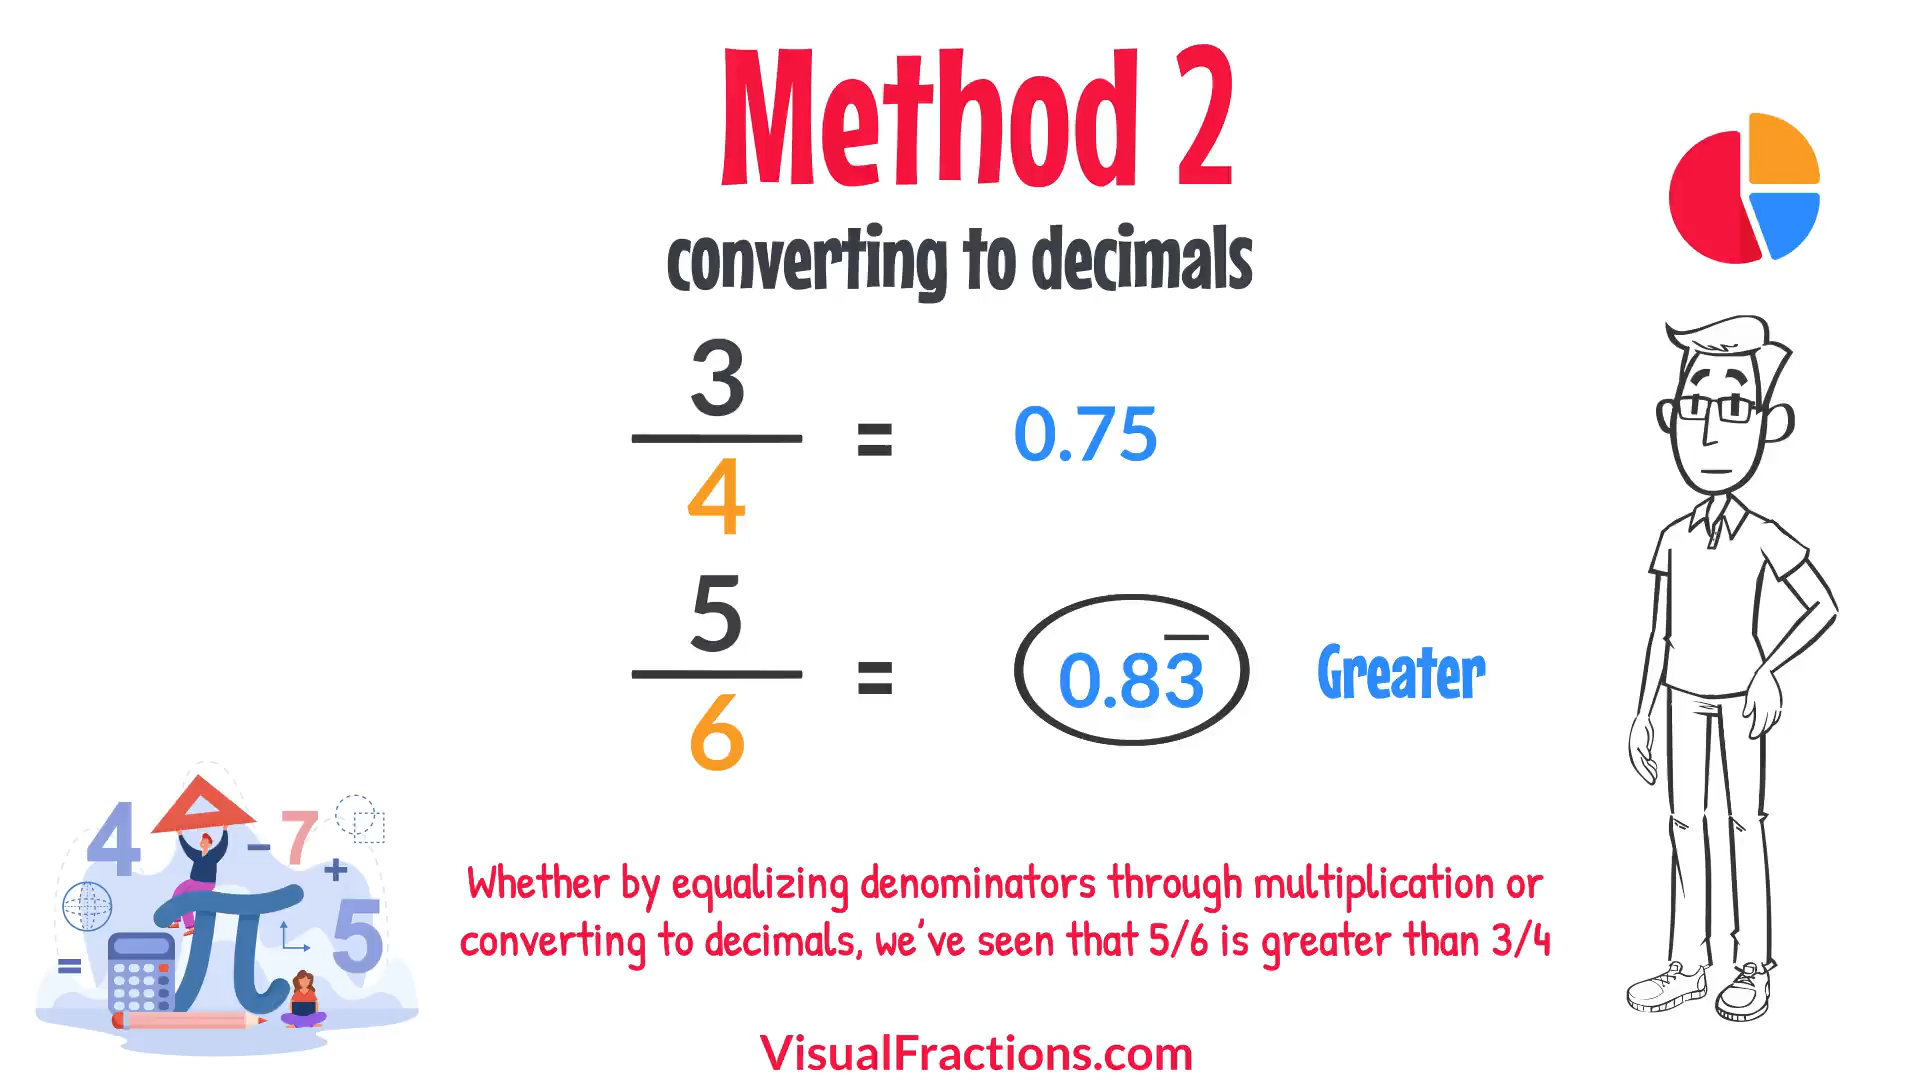 Method 2
converting to decimals
3
4
=
0.75
5
6
=
0.83̅
Greater
4
-
7
+
5
=
π
Whether by equalizing denominators through multiplication or
converting to decimals, we've seen that 5/6 is greater than 3/4
VisualFractions.com